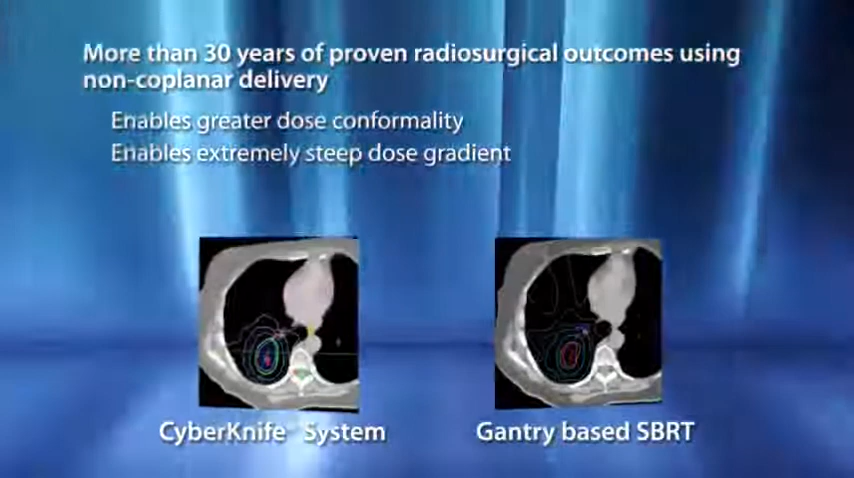 More than 30 years of proven radiosurgical outcomes using
non-coplanar delivery
Enables greater dose conformality
Enables extremely steep dose gradient
CyberKnife® System
Gantry based SBRT